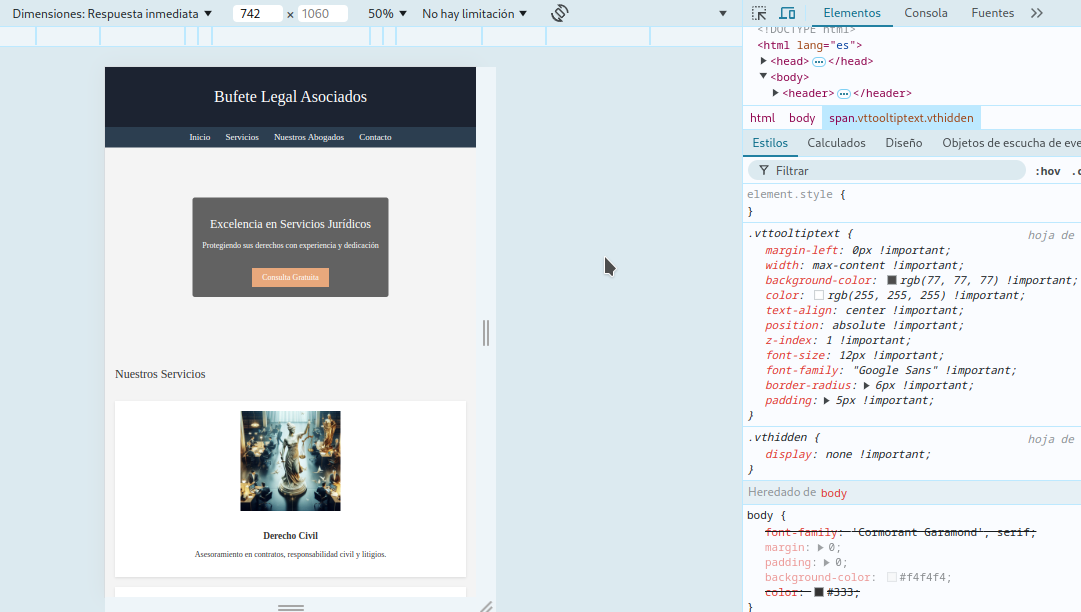 Dimensiones: Respuesta inmediata 742 × 1060 50% No hay limitación
Elementos Consola Fuentes
<!DOCTYPE html>
<html lang="es">
<head> </head>
<body>
<header> </header>
html body span.vttooltiptext.vthidden
Estilos Calculados Diseño Objetos de escucha de eve
Filtrar :hov
element.style {
}
.vttooltiptext { hoja de
margin-left: 0px !important;
width: max-content !important;
background-color: rgb(77, 77, 77) !important;
color: rgb(255, 255, 255) !important;
text-align: center !important;
position: absolute !important;
z-index: 1 !important;
font-size: 12px !important;
font-family: "Google Sans" !important;
border-radius: 6px !important;
padding: 5px !important;
}
.vthidden { hoja de
display: none !important;
}
Heredado de body
body {
font-family: 'Cormorant Garamond', serif;
margin: 0;
padding: 0;
background-color: #f4f4f4;
color: #333;
}
Bufete Legal Asociados
Inicio Servicios Nuestros Abogados Contacto
Excelencia en Servicios Jurídicos
Protegiendo sus derechos con experiencia y dedicación
Consulta Gratuita
Nuestros Servicios
Derecho Civil
Asesoramiento en contratos, responsabilidad civil y litigios.